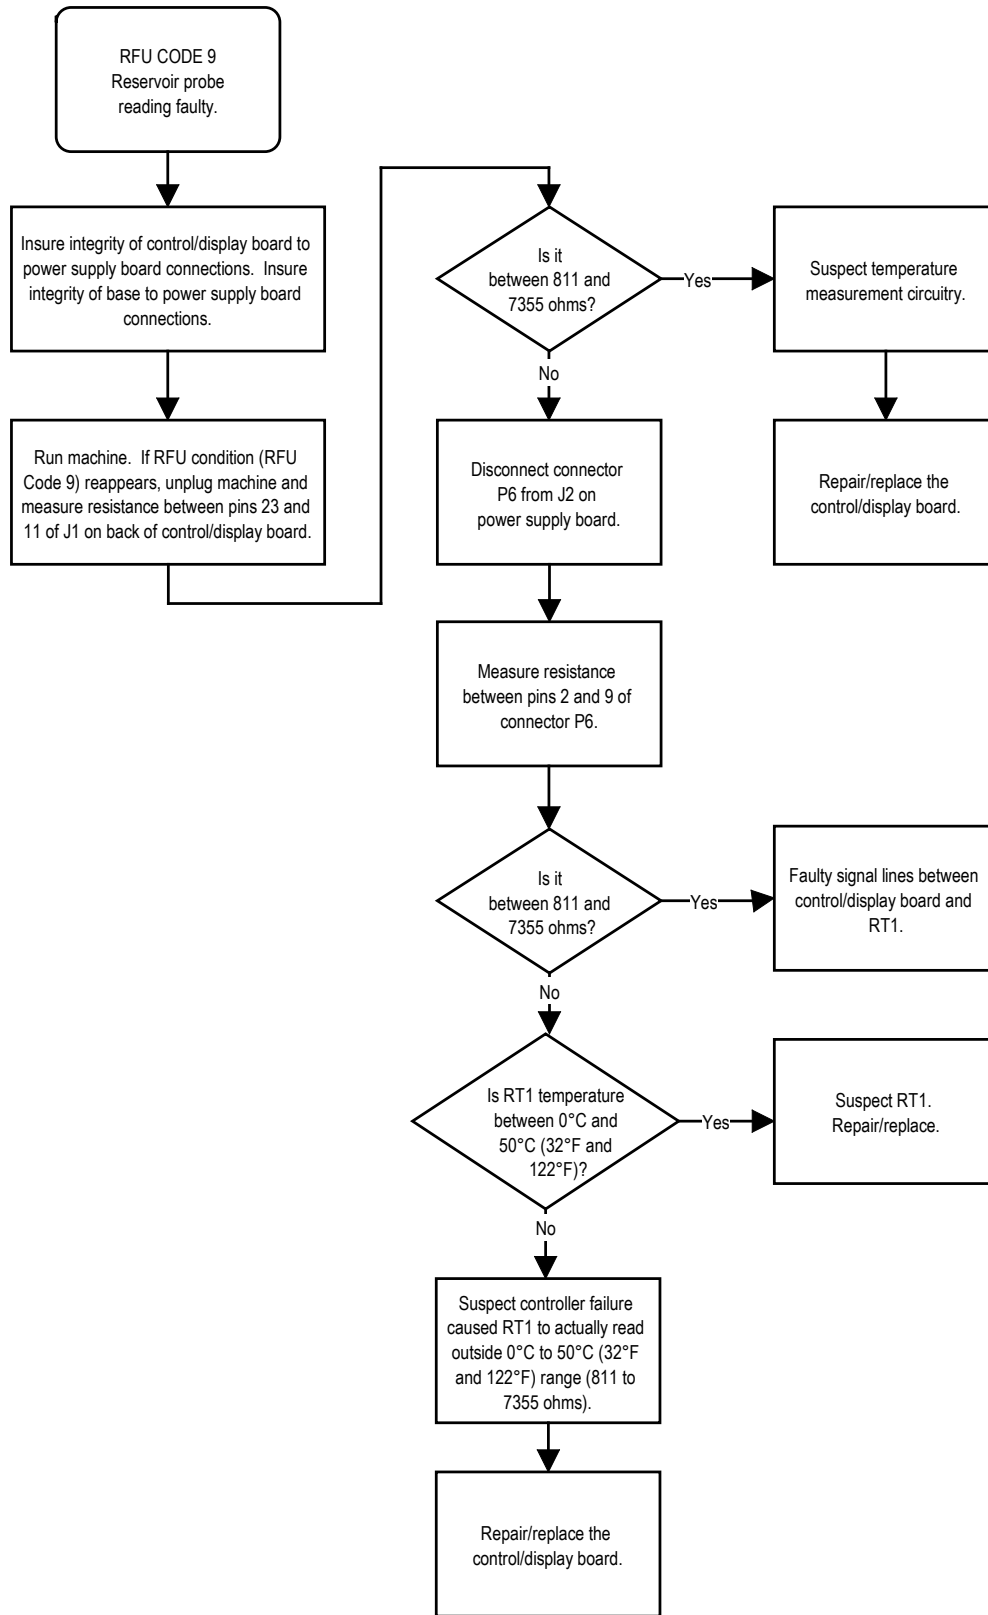 RFU CODE 9
Reservoir probe
reading faulty.
Insure integrity of control/display board to
power supply board connections.  Insure
integrity of base to power supply board
connections.
Run machine.  If RFU condition (RFU
Code 9) reappears, unplug machine and
measure resistance between pins 23 and
11 of J1 on back of control/display board.
Is it
between 811 and
7355 ohms?
Yes
Suspect temperature
measurement circuitry.
Repair/replace the
control/display board.
No
Disconnect connector
P6 from J2 on
power supply board.
Measure resistance
between pins 2 and 9 of
connector P6.
Is it
between 811 and
7355 ohms?
Yes
Faulty signal lines between
control/display board and
RT1.
No
Is RT1 temperature
between 0°C and
50°C (32°F and
122°F)?
Yes
Suspect RT1.
Repair/replace.
No
Suspect controller failure
caused RT1 to actually read
outside 0°C to 50°C (32°F
and 122°F) range (811 to
7355 ohms).
Repair/replace the
control/display board.